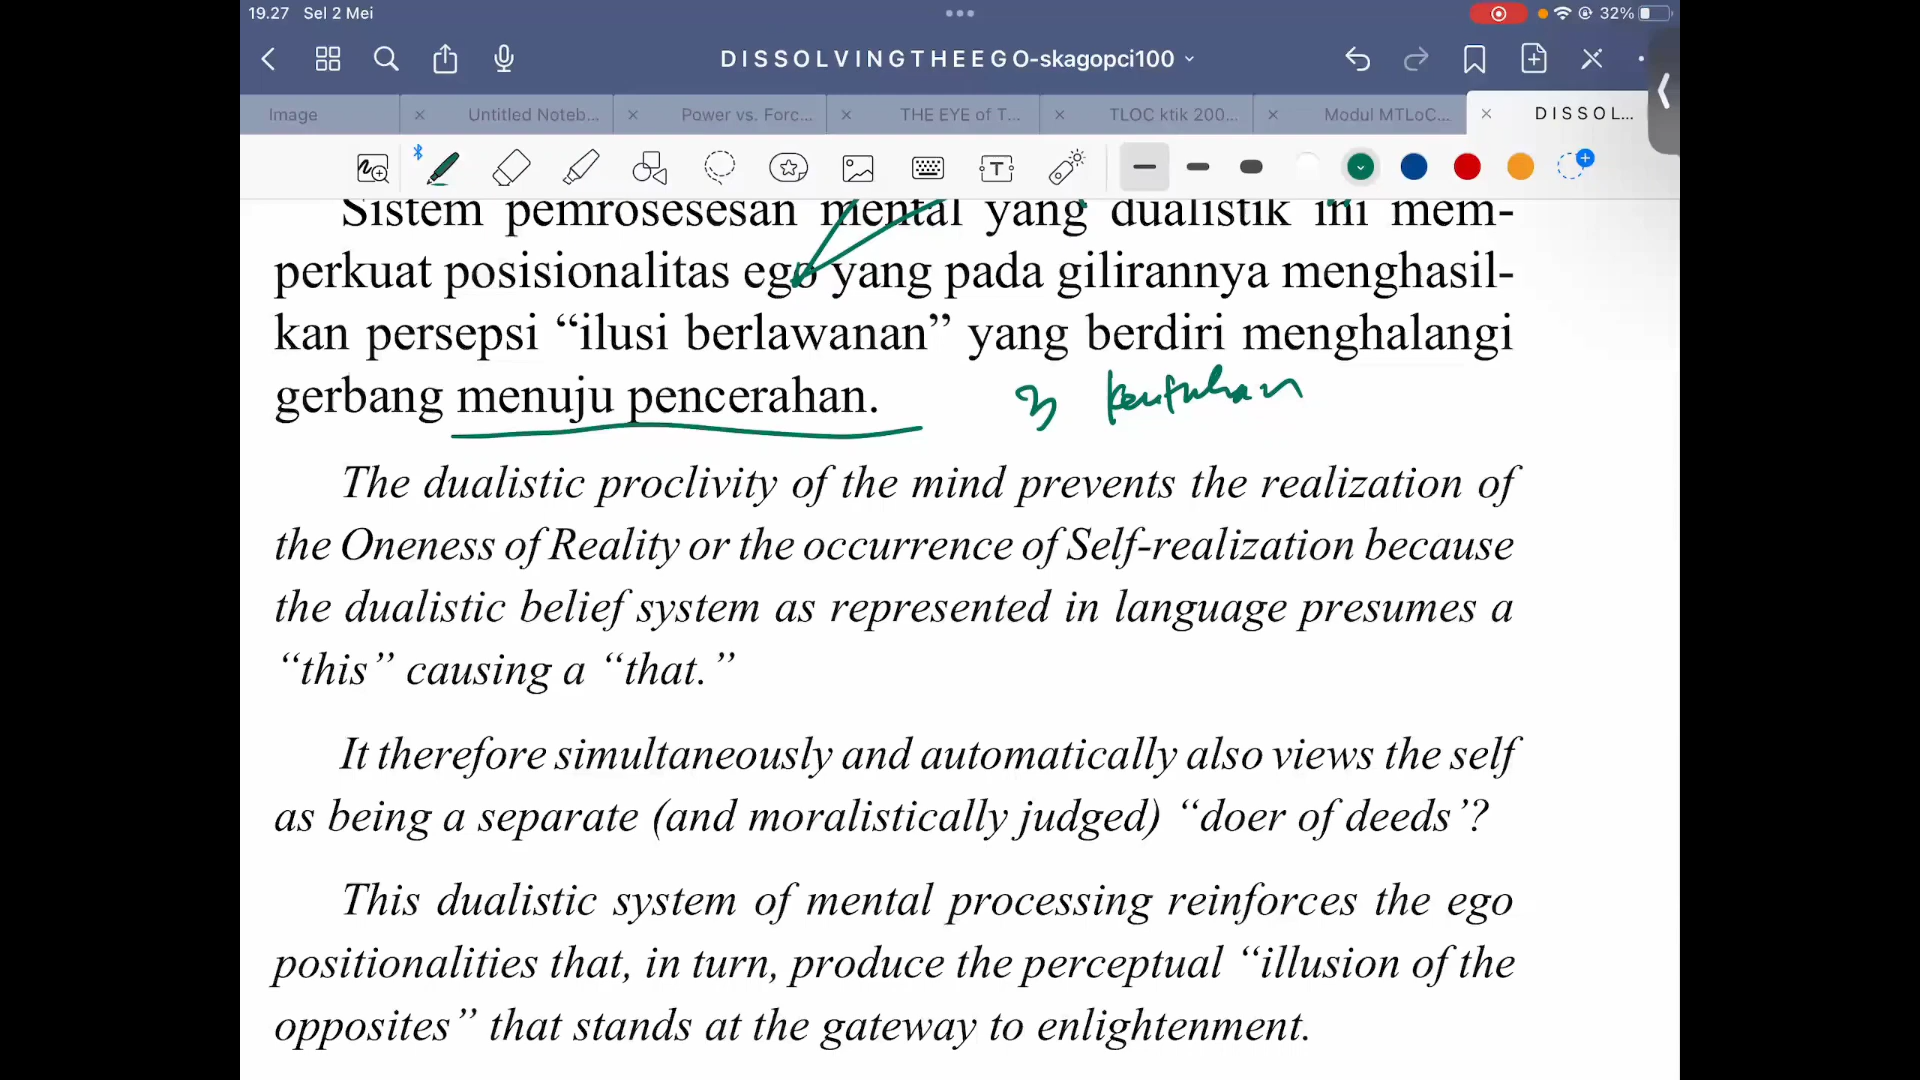 19.27 Sel 2 Mei 32%
D I S S O L V I N G T H E E G O-skagopci100
Image Untitled Noteb... Power vs. Forc... THE EYE of T... TLOC ktik 200... Modul MTLoC... D I S S O L...
Sistem pemrosesesan mental yang dualistik ini mem-
perkuat posisionalitas ego yang pada gilirannya menghasil-
kan persepsi “ilusi berlawanan” yang berdiri menghalangi
gerbang menuju pencerahan.
The dualistic proclivity of the mind prevents the realization of
the Oneness of Reality or the occurrence of Self-realization because
the dualistic belief system as represented in language presumes a
“this” causing a “that.”
It therefore simultaneously and automatically also views the self
as being a separate (and moralistically judged) “doer of deeds’?
This dualistic system of mental processing reinforces the ego
positionalities that, in turn, produce the perceptual “illusion of the
opposites” that stands at the gateway to enlightenment.